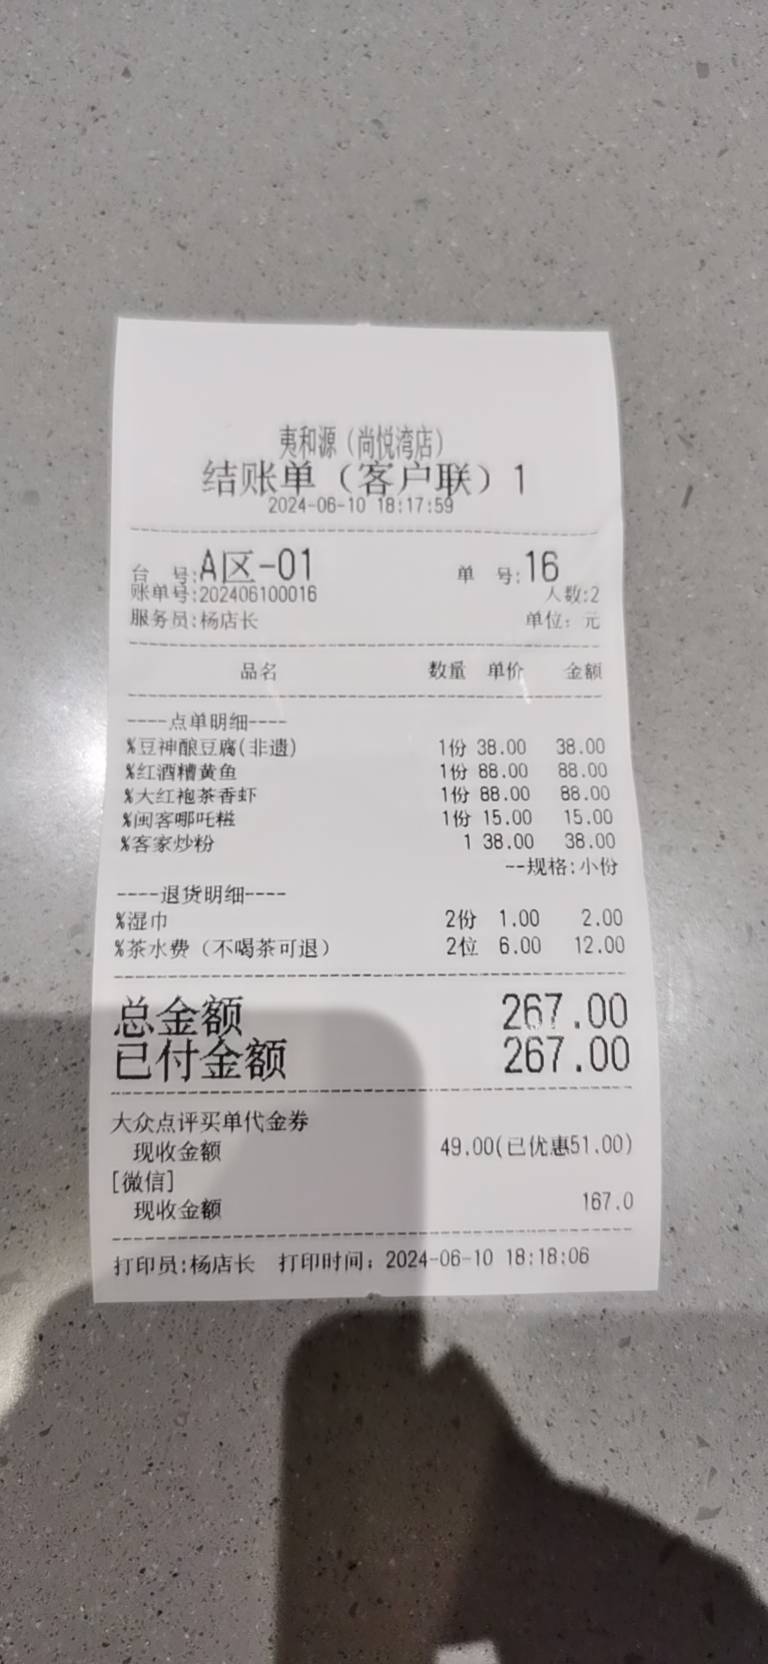 夷和源（尚悦湾店）
结账单（客户联）1
2024-06-10 18:17:59
台 号:A区-01 单 号:16
账单号:202406100016 人数:2
服务员:杨店长 单位: 元
品名 数量 单价 金额
----点单明细----
%豆神酿豆腐(非遗) 1份 38.00 38.00
%红酒糟黄鱼 1份 88.00 88.00
%大红袍茶香虾 1份 88.00 88.00
%闽客哪吒糍 1份 15.00 15.00
%客家炒粉 1 38.00 38.00
--规格:小份
----退货明细----
%湿巾 2份 1.00 2.00
%茶水费（不喝茶可退） 2位 6.00 12.00
总金额 267.00
已付金额 267.00
大众点评买单代金券
现收金额 49.00(已优惠51.00)
[微信]
现收金额 167.0
打印员:杨店长 打印时间: 2024-06-10 18:18:06